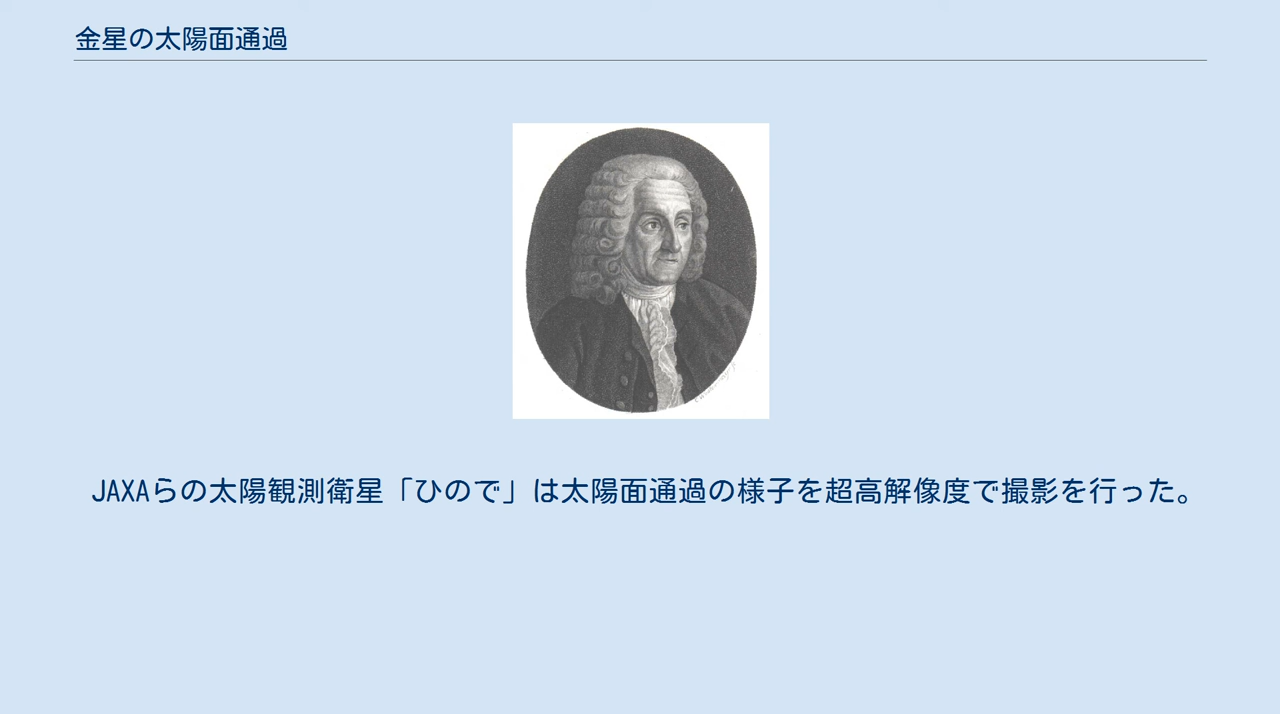 金星の太陽面通過
JAXAらの太陽観測衛星「ひので」は太陽面通過の様子を超高解像度で撮影を行った。